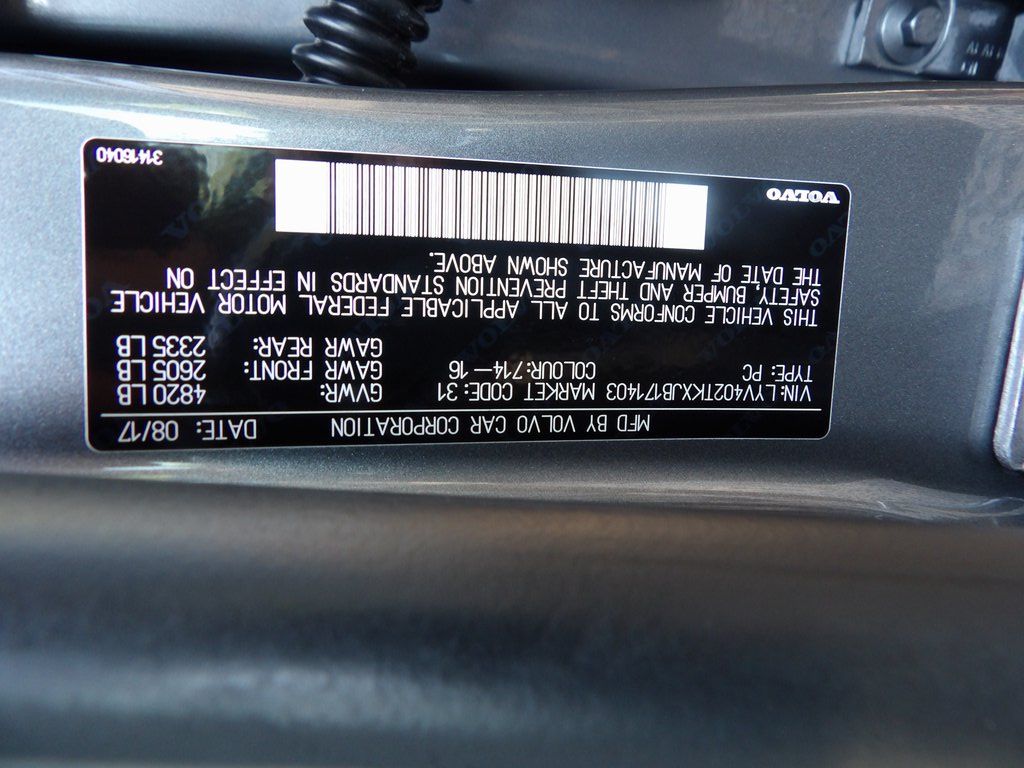 MFD BY VOLVO CAR CORPORATION DATE: 08/17
VIN:LYV402TKXJB171403 MARKET CODE:31 GVWR: 4820 LB
TYPE: PC COLOUR:714-16 GAWR FRONT: 2605 LB
GAWR REAR: 2335 LB
THIS VEHICLE CONFORMS TO ALL APPLICABLE FEDERAL MOTOR VEHICLE
SAFETY, BUMPER AND THEFT PREVENTION STANDARDS IN EFFECT ON
THE DATE OF MANUFACTURE SHOWN ABOVE.
VOLVO 31416040